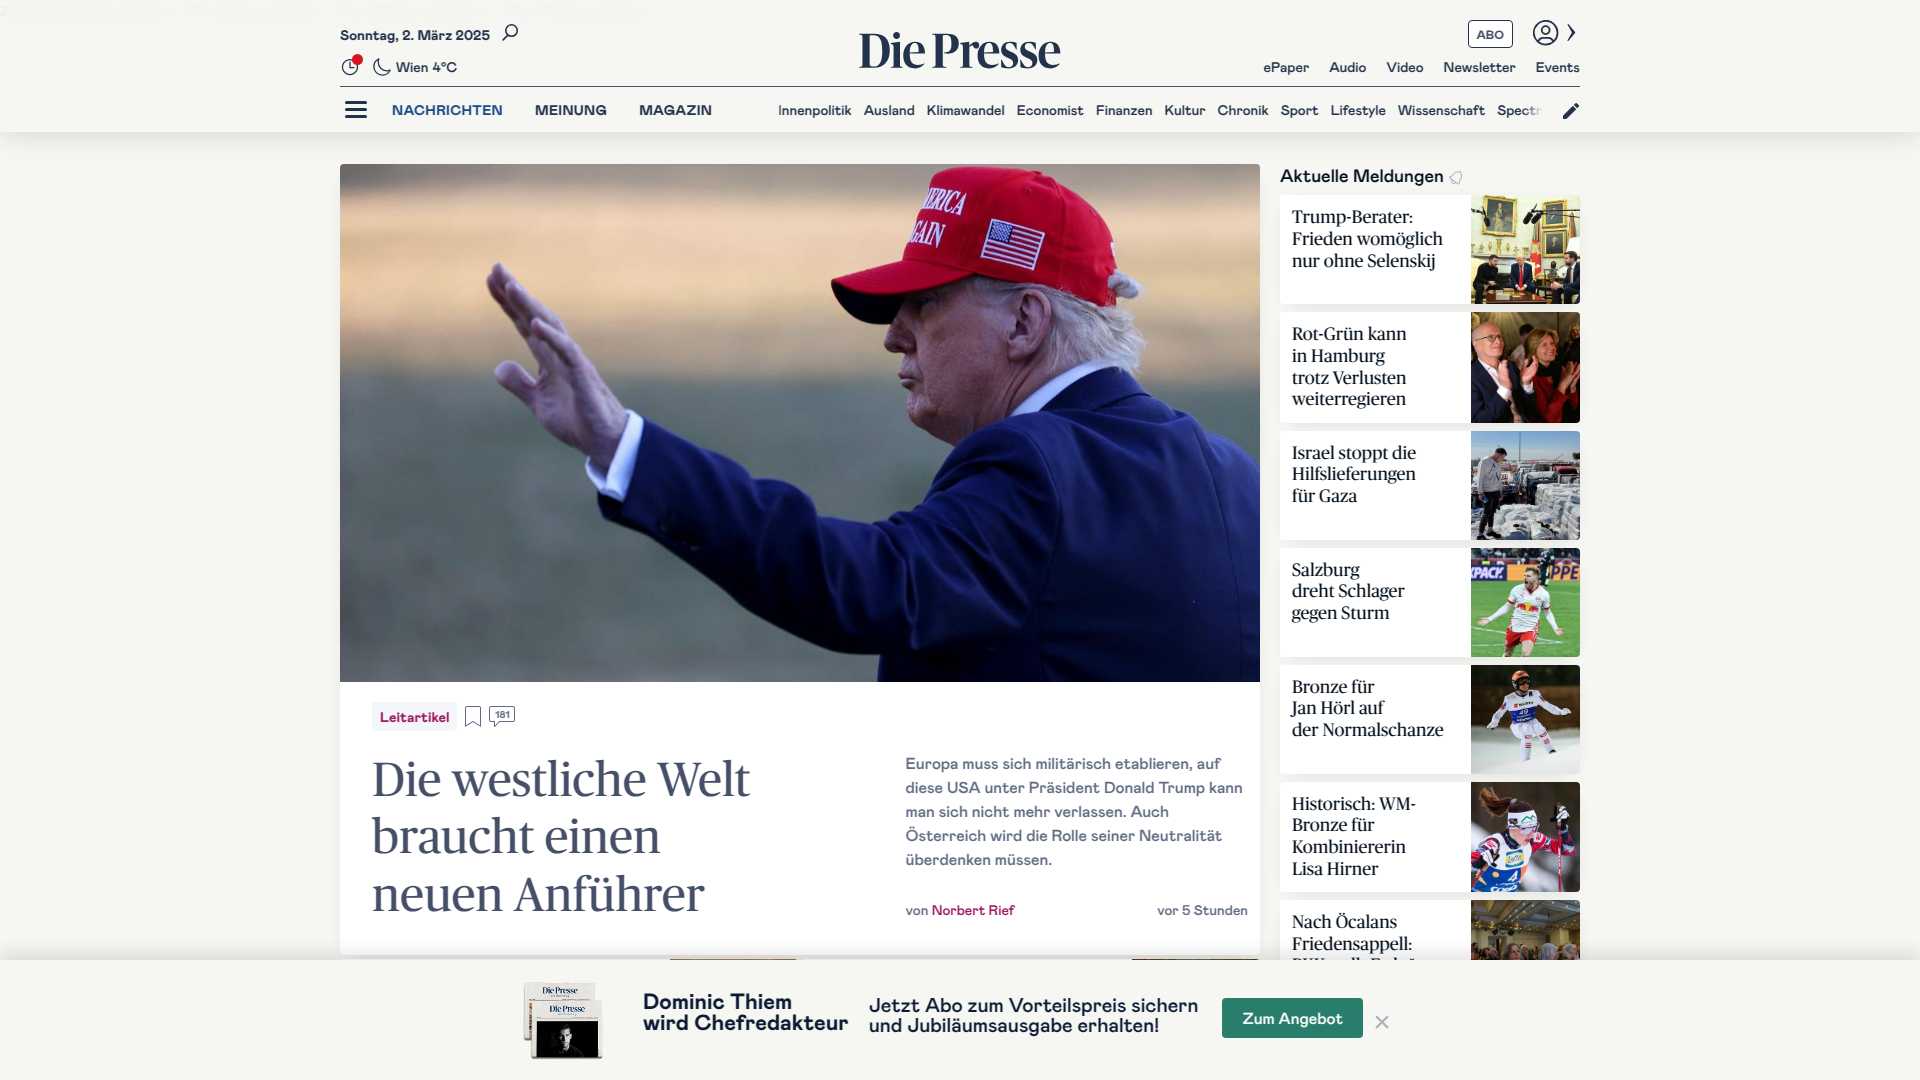 Sonntag, 2. März 2025
Wien 4°C
Die Presse
ABO
ePaper Audio Video Newsletter Events
NACHRICHTEN MEINUNG MAGAZIN
Innenpolitik Ausland Klimawandel Economist Finanzen Kultur Chronik Sport Lifestyle Wissenschaft
AGAIN
Leitartikel
181
Die westliche Welt
braucht einen
neuen Anführer
Europa muss sich militärisch etablieren, auf
diese USA unter Präsident Donald Trump kann
man sich nicht mehr verlassen. Auch
Österreich wird die Rolle seiner Neutralität
überdenken müssen.
von Norbert Rief
vor 5 Stunden
Aktuelle Meldungen
Trump-Berater:
Frieden womöglich
nur ohne Selenskij
Rot-Grün kann
in Hamburg
trotz Verlusten
weiterregieren
Israel stoppt die
Hilfslieferungen
für Gaza
Salzburg
dreht Schlager
gegen Sturm
Bronze für
Jan Hörl auf
der Normalschanze
Historisch: WM-
Bronze für
Kombiniererin
Lisa Hirner
Nach Öcalans
Friedensappell:
Die Presse
Die Presse
Dominic Thiem
wird Chefredakteur
Jetzt Abo zum Vorteilspreis sichern
und Jubiläumsausgabe erhalten!
Zum Angebot